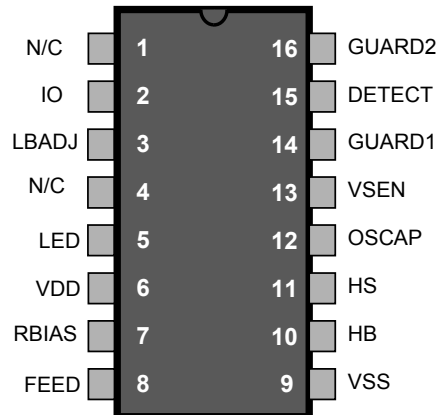 N/C 1 16 GUARD2
IO 2 15 DETECT
LBADJ 3 14 GUARD1
N/C 4 13 VSEN
LED 5 12 OSCAP
VDD 6 11 HS
RBIAS 7 10 HB
FEED 8 9 VSS